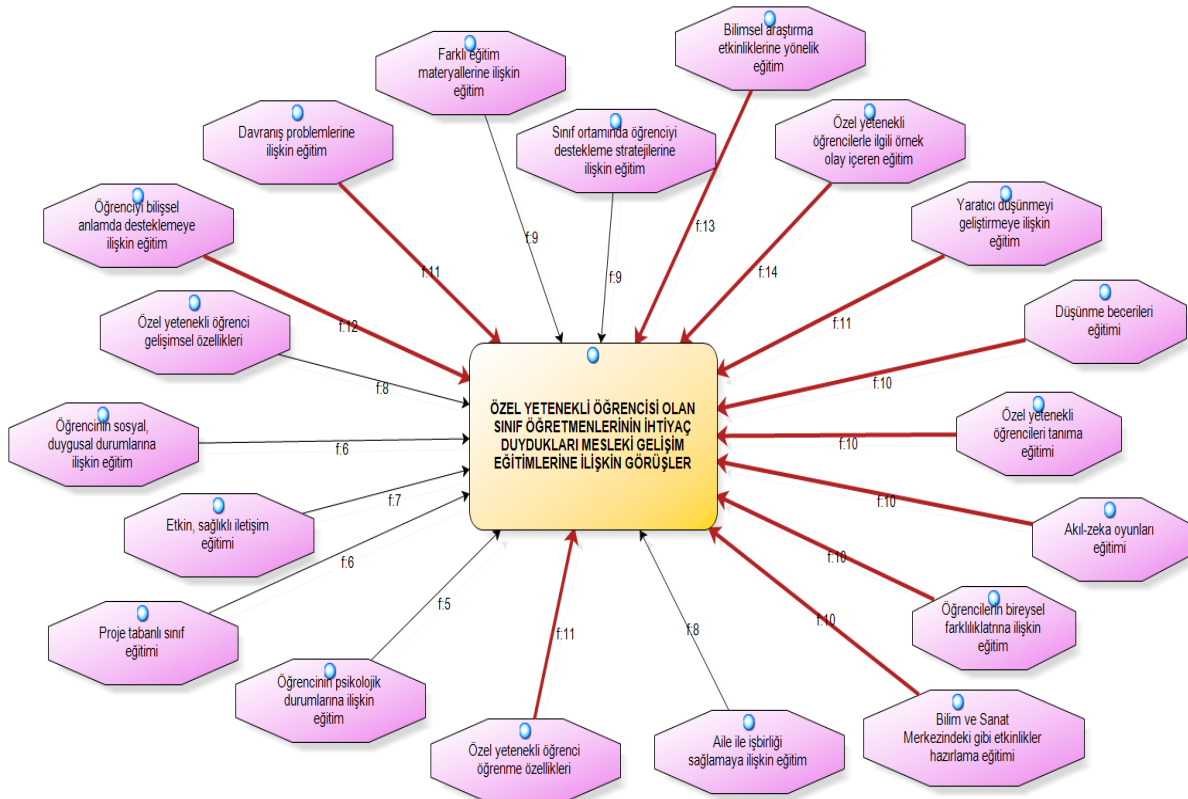 Bilimsel araştırma
etkinliklerine yönelik
eğitim
Farklı eğitim
materyallerine ilişkin
eğitim
Davranış problemlerine
ilişkin eğitim
Sınıf ortamında öğrenciyi
destekleme stratejilerine
ilişkin eğitim
Özel yetenekli
öğrencilerle ilgili örnek
olay içeren eğitim
Öğrenciyi bilişsel
anlamda desteklemeye
ilişkin eğitim
Yaratıcı düşünmeyi
geliştirmeye ilişkin
eğitim
f:9
f:9
f:13
f:14
f:11
f:11
f:12
Özel yetenekli öğrenci
gelişimsel özellikleri
Düşünme becerileri
eğitimi
f:8
f:10
ÖZEL YETENEKLİ ÖĞRENCİSİ OLAN
SINIF ÖĞRETMENLERİNİN İHTİYAÇ
DUYDUKLARI MESLEKİ GELİŞİM
EĞİTİMLERİNE İLİŞKİN GÖRÜŞLER
Öğrencinin sosyal,
duygusal durumlarına
ilişkin eğitim
f:6
f:10
Özel yetenekli
öğrencileri tanıma
eğitimi
Etkin, sağlıklı iletişim
eğitimi
f:7
f:10
Akıl-zeka oyunları
eğitimi
Proje tabanlı sınıf
eğitimi
f:6
f:10
Öğrencilerin bireysel
farklılıklatrına ilişkin
eğitim
Öğrencinin psikolojik
durumlarına ilişkin
eğitim
f:5
f:11
f:8
f:10
Özel yetenekli öğrenci
öğrenme özellikleri
Aile ile işbirliği
sağlamaya ilişkin eğitim
Bilim ve Sanat
Merkezindeki gibi etkinlikler
hazırlama eğitimi